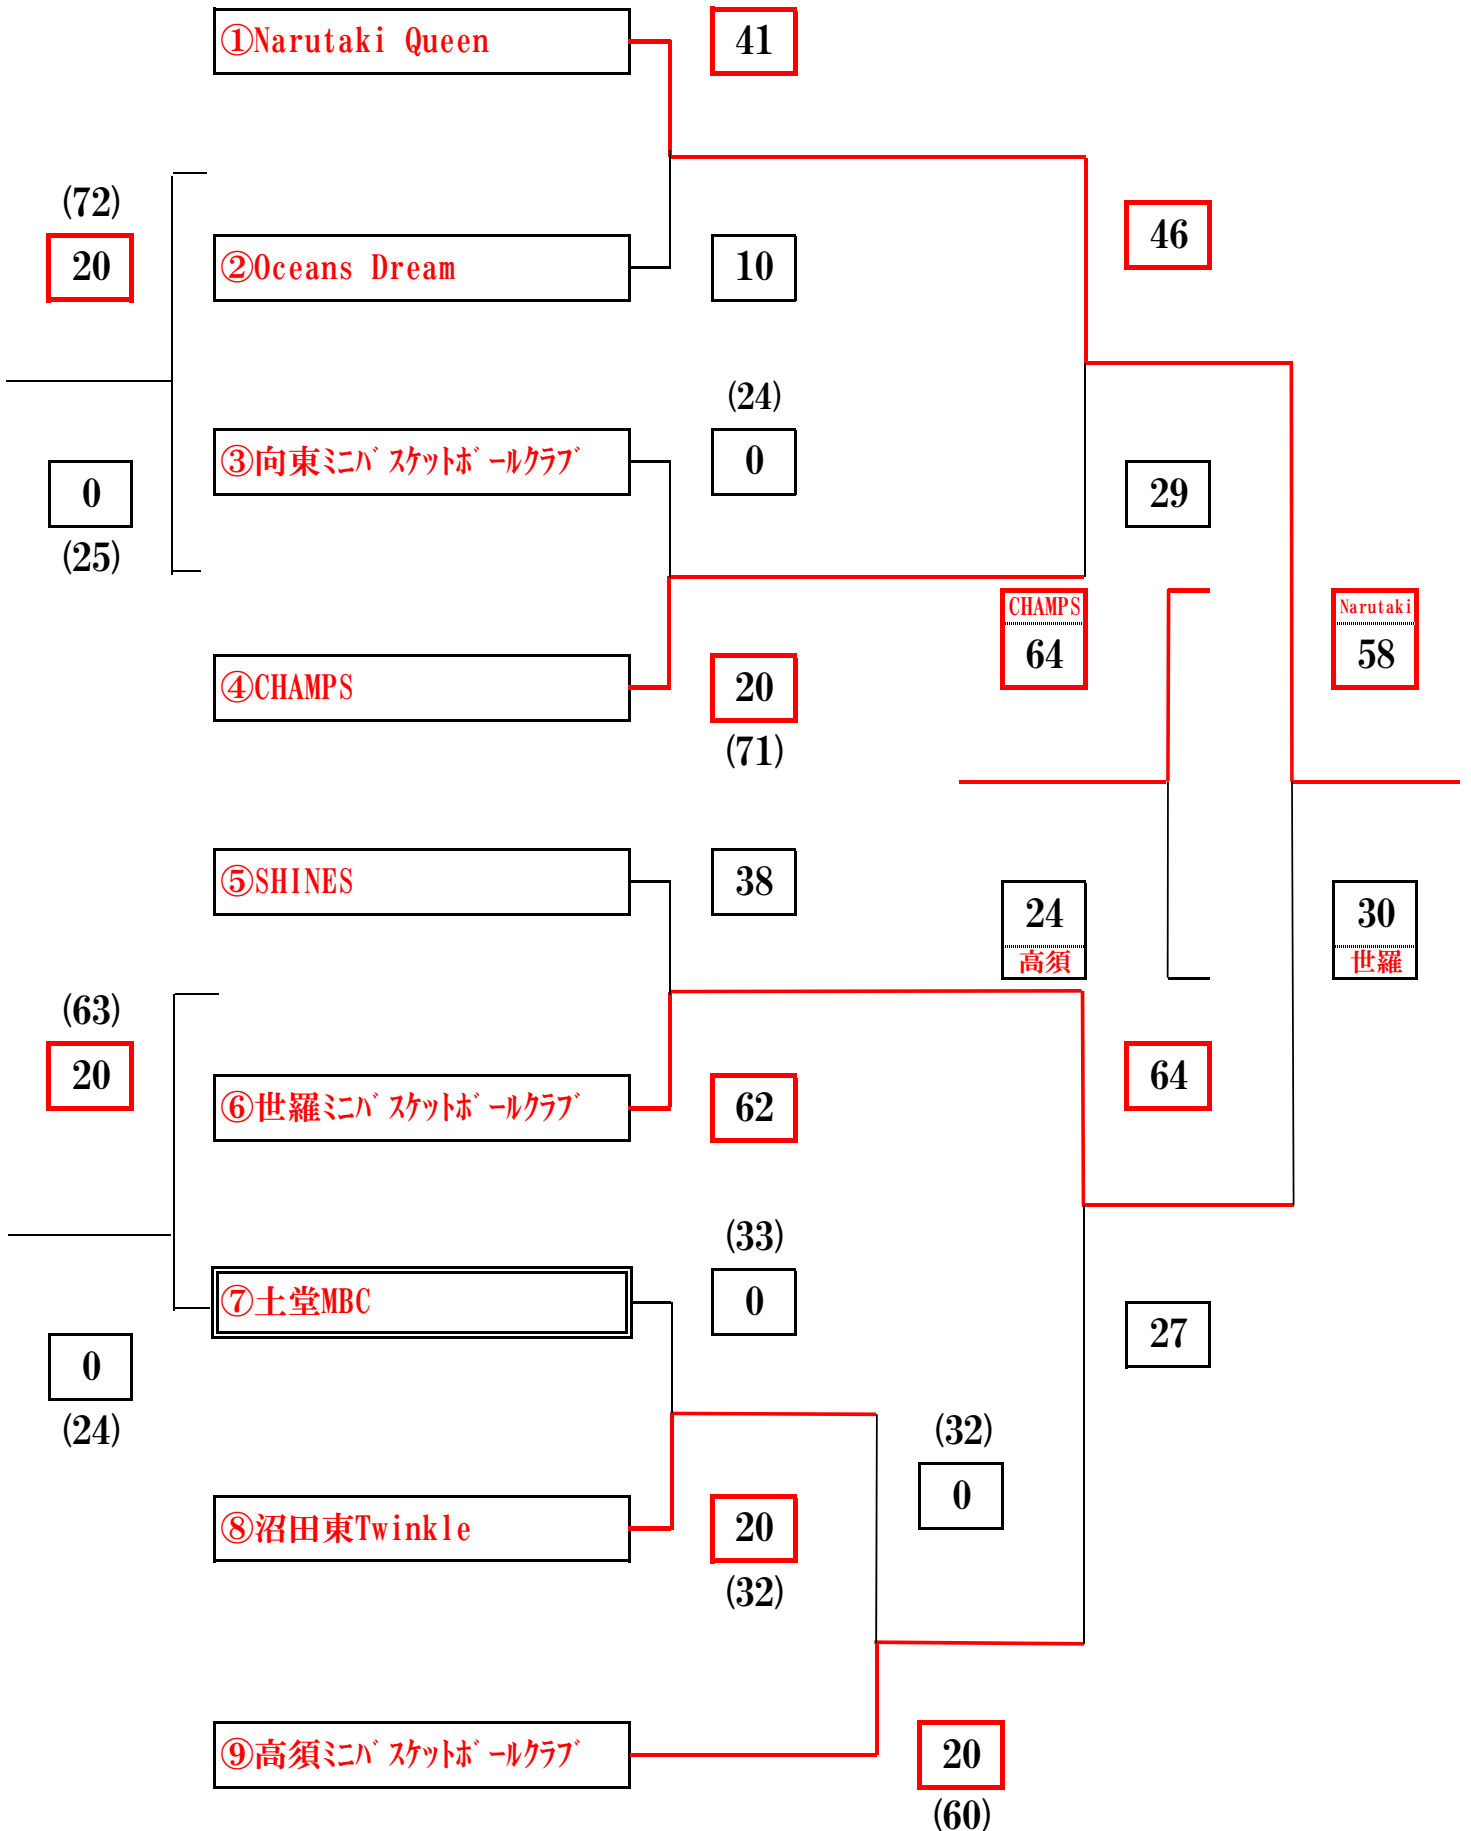 ①Narutaki Queen
41
(72)
46
20
②Oceans Dream
10
(24)
③向東ﾐﾆﾊﾞｽｹｯﾄﾎﾞｰﾙｸﾗﾌﾞ
0
0
29
(25)
CHAMPS
64
Narutaki
58
④CHAMPS
20
(71)
⑤SHINES
38
24
高須
30
世羅
(63)
20
64
⑥世羅ﾐﾆﾊﾞｽｹｯﾄﾎﾞｰﾙｸﾗﾌﾞ
62
(33)
⑦土堂MBC
0
27
0
(24)
(32)
0
⑧沼田東Twinkle
20
(32)
⑨高須ﾐﾆﾊﾞｽｹｯﾄﾎﾞｰﾙｸﾗﾌﾞ
20
(60)